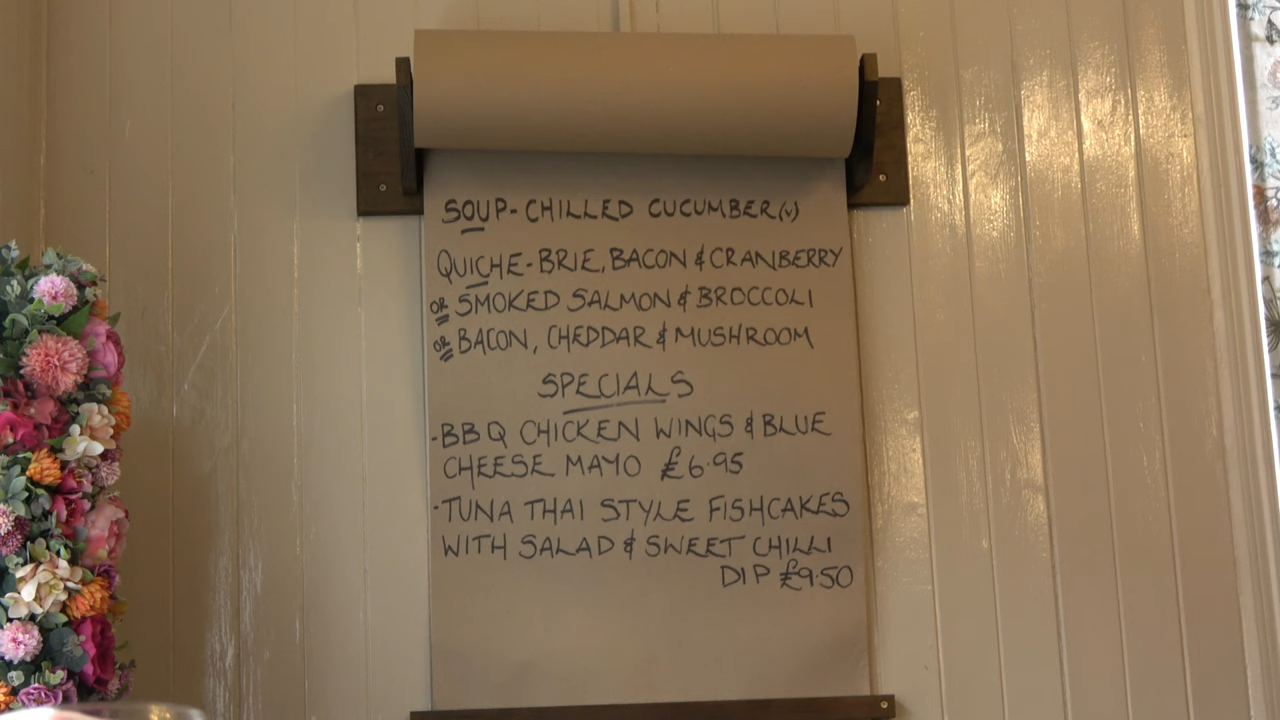 SOUP-CHILLED CUCUMBER(v)
QUICHE-BRIE, BACON & CRANBERRY
OR SMOKED SALMON & BROCCOLI
OR BACON, CHEDDAR & MUSHROOM
SPECIALS
-BBQ CHICKEN WINGS & BLUE
CHEESE MAYO £6.95
-TUNA THAI STYLE FISHCAKES
WITH SALAD & SWEET CHILLI
DIP £9.50